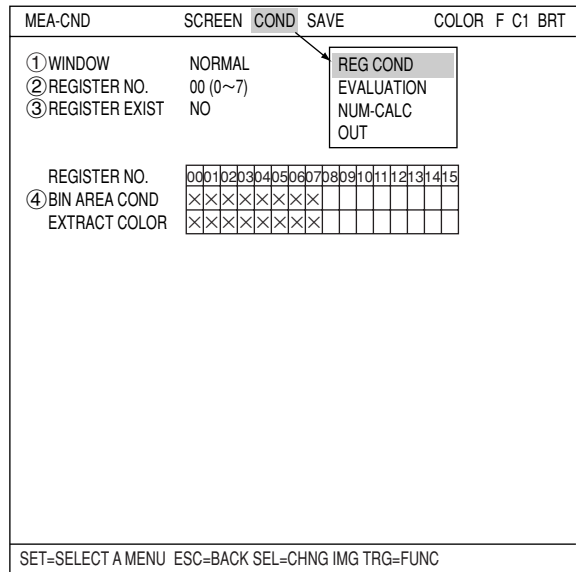 MEA-CND SCREEN COND SAVE COLOR F C1 BRT
①WINDOW NORMAL
②REGISTER NO. 00 (0～7)
③REGISTER EXIST NO
REG COND
EVALUATION
NUM-CALC
OUT
REGISTER NO. 00 01 02 03 04 05 06 07 08 09 10 11 12 13 14 15
④BIN AREA COND × × × × × × × ×
EXTRACT COLOR × × × × × × × ×
SET=SELECT A MENU ESC=BACK SEL=CHNG IMG TRG=FUNC